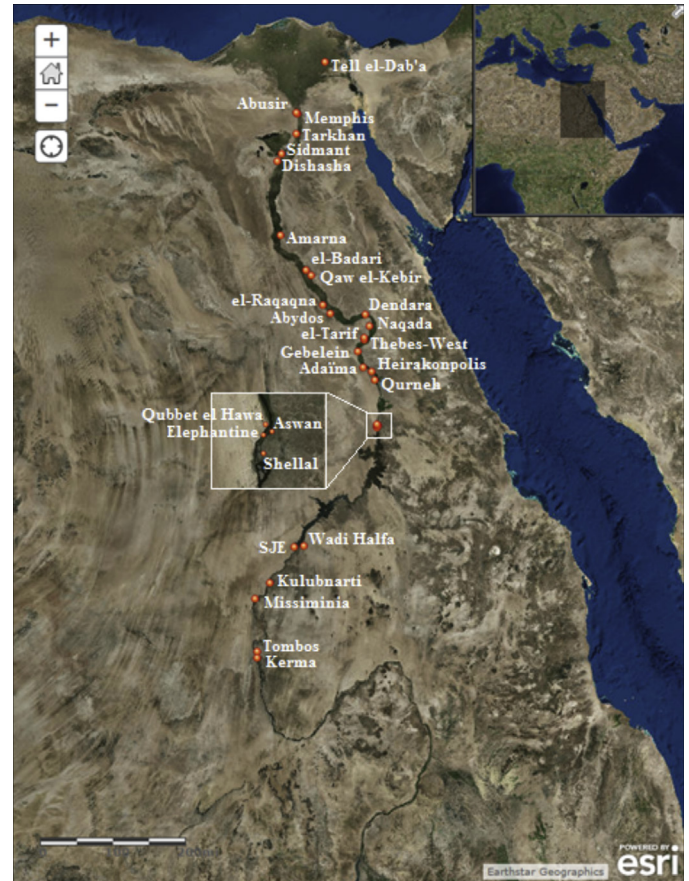 +
−
Tell el-Dab'a
Abusir
Memphis
Tarkhan
Sidmant
Dishasha
Amarna
el-Badari
Qaw el-Kebir
el-Raqaqna
Dendara
Abydos
Naqada
el-Tarif
Thebes-West
Gebelein
Heirakonpolis
Adaïma
Qurneh
Qubbet el Hawa
Aswan
Elephantine
Shellal
Wadi Halfa
SJE
Kulubnarti
Missiminia
Tombos
Kerma
POWERED BY
esri
Earthstar Geographics